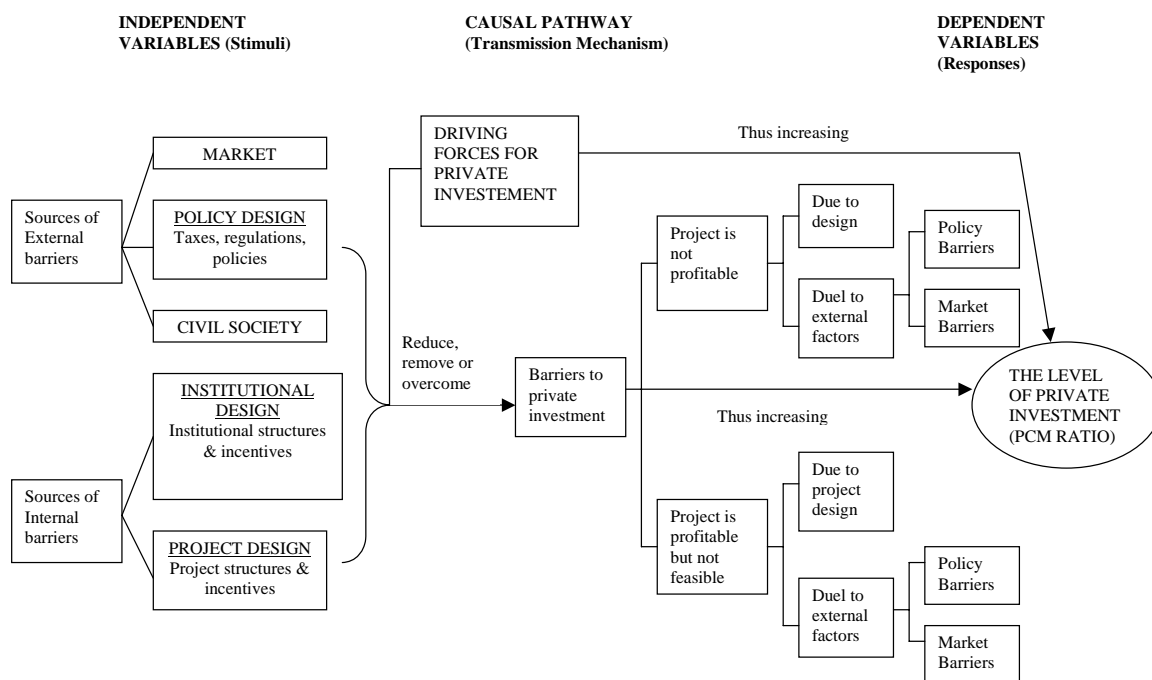 INDEPENDENT
VARIABLES (Stimuli)
CAUSAL PATHWAY
(Transmission Mechanism)
DEPENDENT
VARIABLES
(Responses)
Sources of
External
barriers
MARKET
POLICY DESIGN
Taxes, regulations,
policies
CIVIL SOCIETY
Sources of
Internal
barriers
INSTITUTIONAL
DESIGN
Institutional structures
& incentives
PROJECT DESIGN
Project structures &
incentives
Reduce,
remove or
overcome
DRIVING
FORCES FOR
PRIVATE
INVESTEMENT
Thus increasing
Barriers to
private
investment
Thus increasing
Project is
not
profitable
Due to
design
Duel to
external
factors
Policy
Barriers
Market
Barriers
Project is
profitable
but not
feasible
Due to
project
design
Duel to
external
factors
Policy
Barriers
Market
Barriers
THE LEVEL
OF PRIVATE
INVESTMENT
(PCM RATIO)